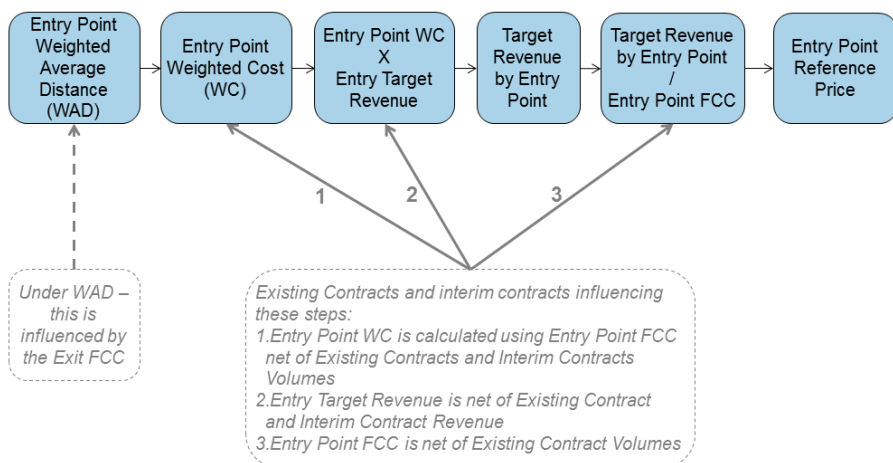 Entry Point
Weighted
Average
Distance
(WAD)
Entry Point
Weighted Cost
(WC)
Entry Point WC
X
Entry Target
Revenue
Target
Revenue
by Entry
Point
Target Revenue
by Entry Point
/
Entry Point FCC
Entry Point
Reference
Price
1
2
3
Under WAD –
this is
influenced by
the Exit FCC
Existing Contracts and interim contracts influencing
these steps:
1.Entry Point WC is calculated using Entry Point FCC
net of Existing Contracts and Interim Contracts
Volumes
2.Entry Target Revenue is net of Existing Contract
and Interim Contract Revenue
3.Entry Point FCC is net of Existing Contract Volumes